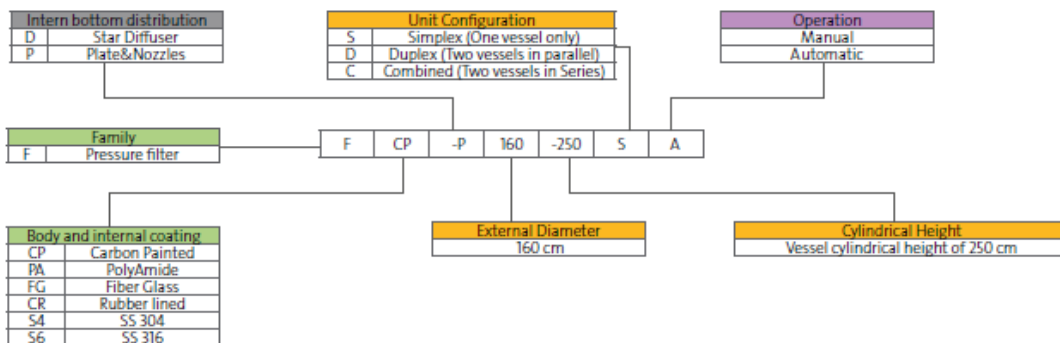 Intern bottom distribution
D Star Diffuser
P Plate&Nozzles
Unit Configuration
S Simplex (One vessel only)
D Duplex (Two vessels in parallel)
C Combined (Two vessels in Series)
Operation
Manual
Automatic
Family
F Pressure filter
F CP -P 160 -250 S A
Body and internal coating
CP Carbon Painted
PA PolyAmide
FG Fiber Glass
CR Rubber lined
S4 SS 304
S6 SS 316
External Diameter
160 cm
Cylindrical Height
Vessel cylindrical height of 250 cm